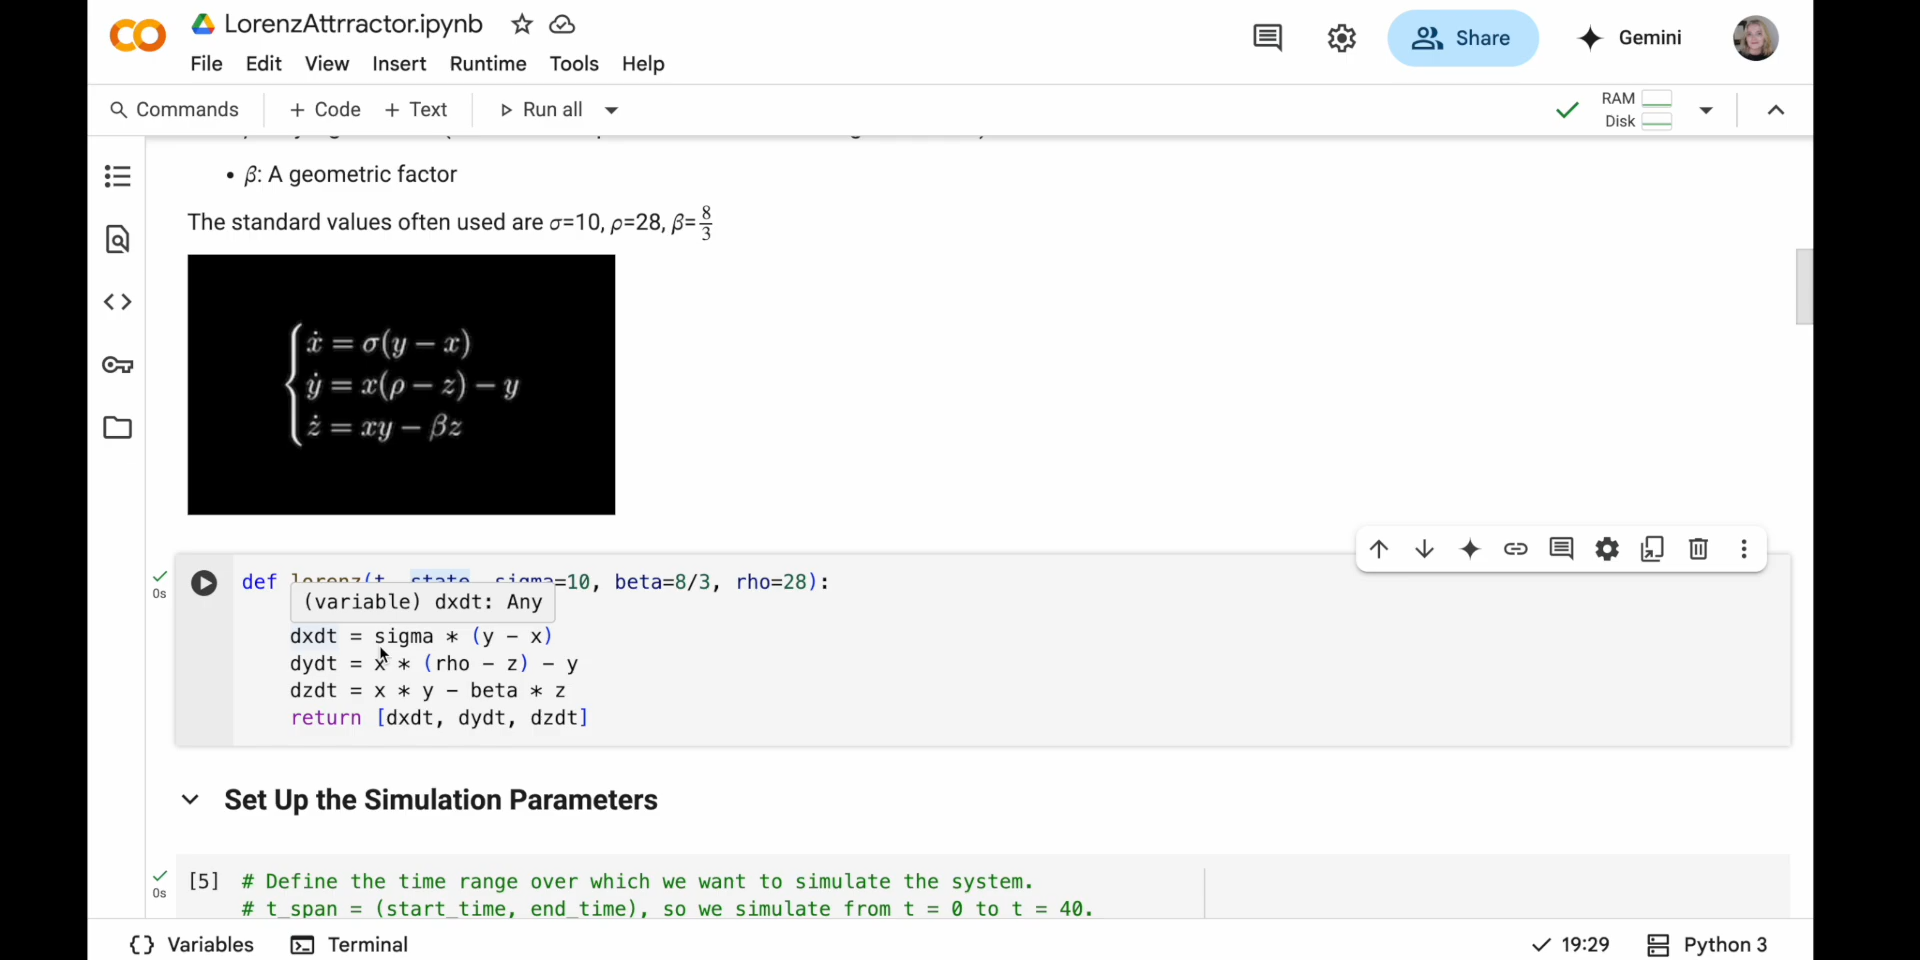 LorenzAttrractor.ipynb
File Edit View Insert Runtime Tools Help
Share
Gemini
Commands + Code + Text Run all
RAM
Disk
• β: A geometric factor
The standard values often used are σ=10, ρ=28, β=8/3
ẋ = σ(y − x)
ẏ = x(ρ − z) − y
ż = xy − βz
0s
def lorenz(t, state, sigma=10, beta=8/3, rho=28):
(variable) dxdt: Any
dxdt = sigma * (y - x)
dydt = x * (rho - z) - y
dzdt = x * y - beta * z
return [dxdt, dydt, dzdt]
Set Up the Simulation Parameters
0s
[5] # Define the time range over which we want to simulate the system.
# t_span = (start_time, end_time), so we simulate from t = 0 to t = 40.
{} Variables Terminal 19:29 Python 3